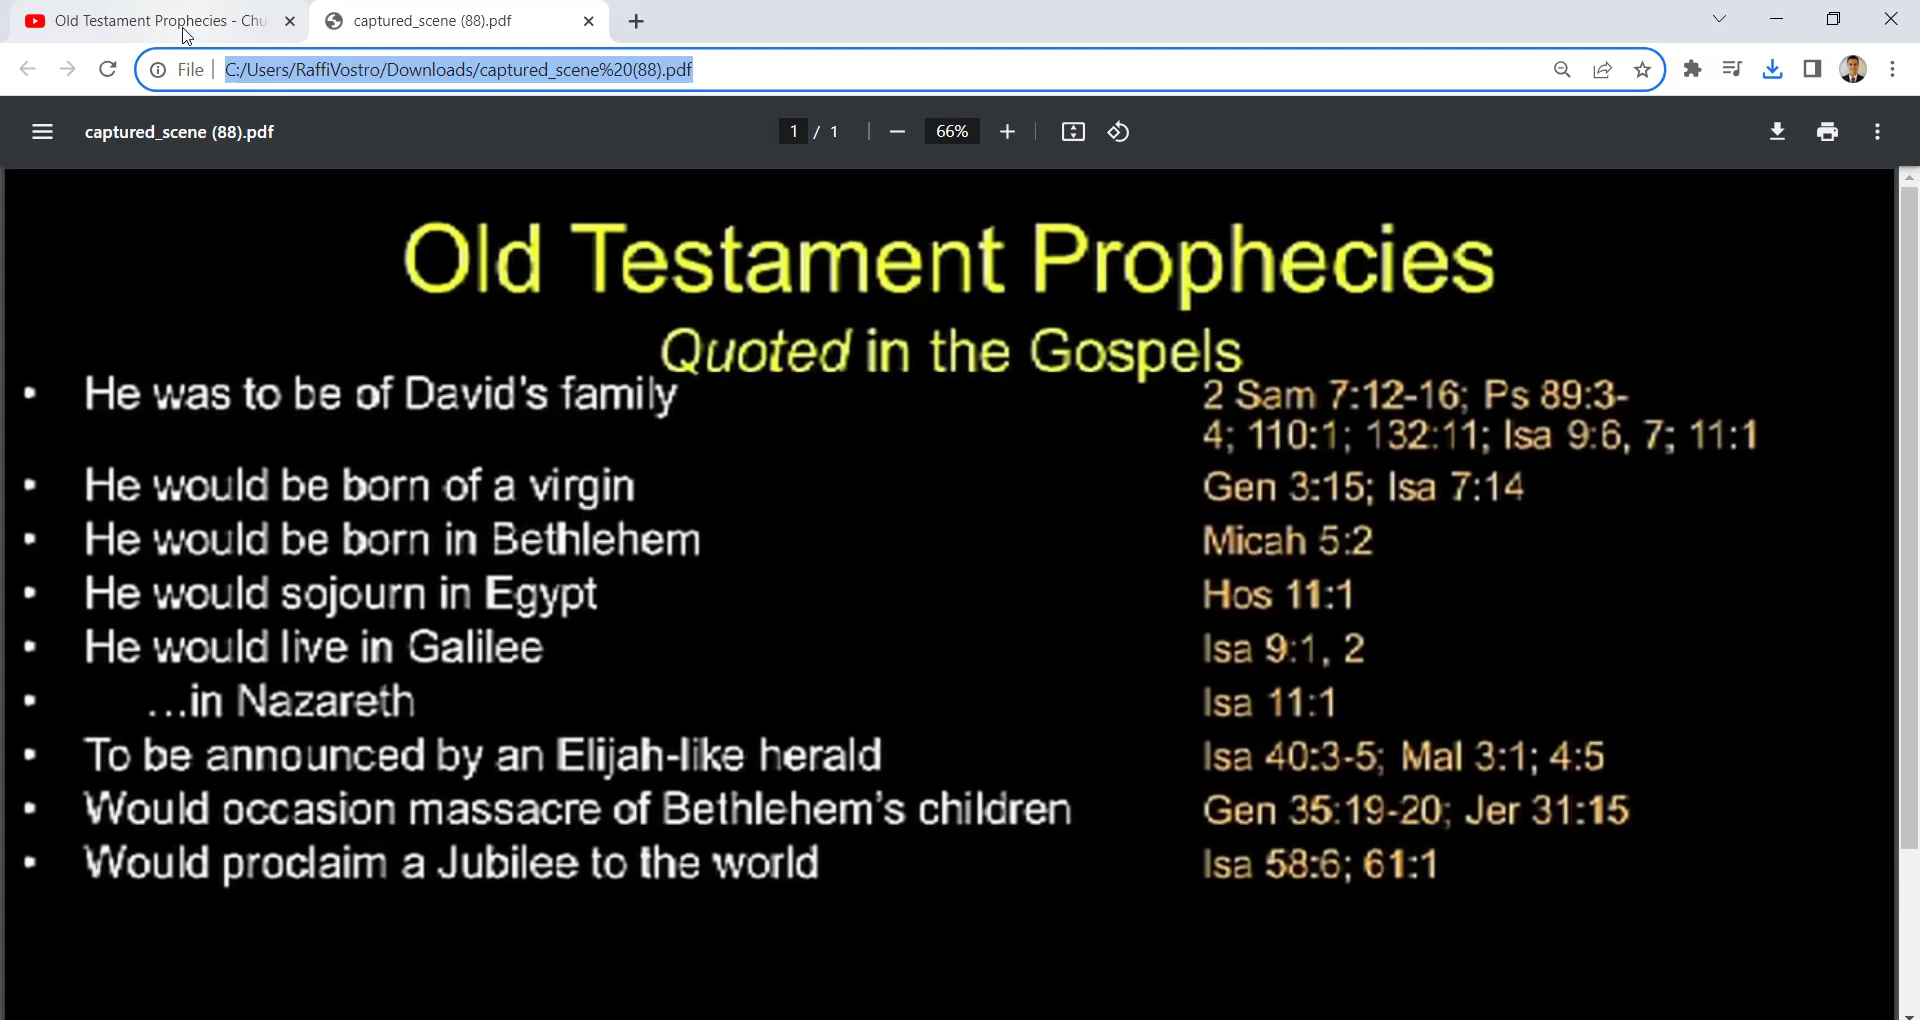 Old Testament Prophecies - Chu
captured_scene (88).pdf
File
C:/Users/RaffiVostro/Downloads/captured_scene%20(88).pdf
captured_scene (88).pdf
1 / 1
66%
Old Testament Prophecies
Quoted in the Gospels
• He was to be of David's family 2 Sam 7:12-16; Ps 89:3-
4; 110:1; 132:11; Isa 9:6, 7; 11:1
• He would be born of a virgin Gen 3:15; Isa 7:14
• He would be born in Bethlehem Micah 5:2
• He would sojourn in Egypt Hos 11:1
• He would live in Galilee Isa 9:1, 2
• …in Nazareth Isa 11:1
• To be announced by an Elijah-like herald Isa 40:3-5; Mal 3:1; 4:5
• Would occasion massacre of Bethlehem's children Gen 35:19-20; Jer 31:15
• Would proclaim a Jubilee to the world Isa 58:6; 61:1